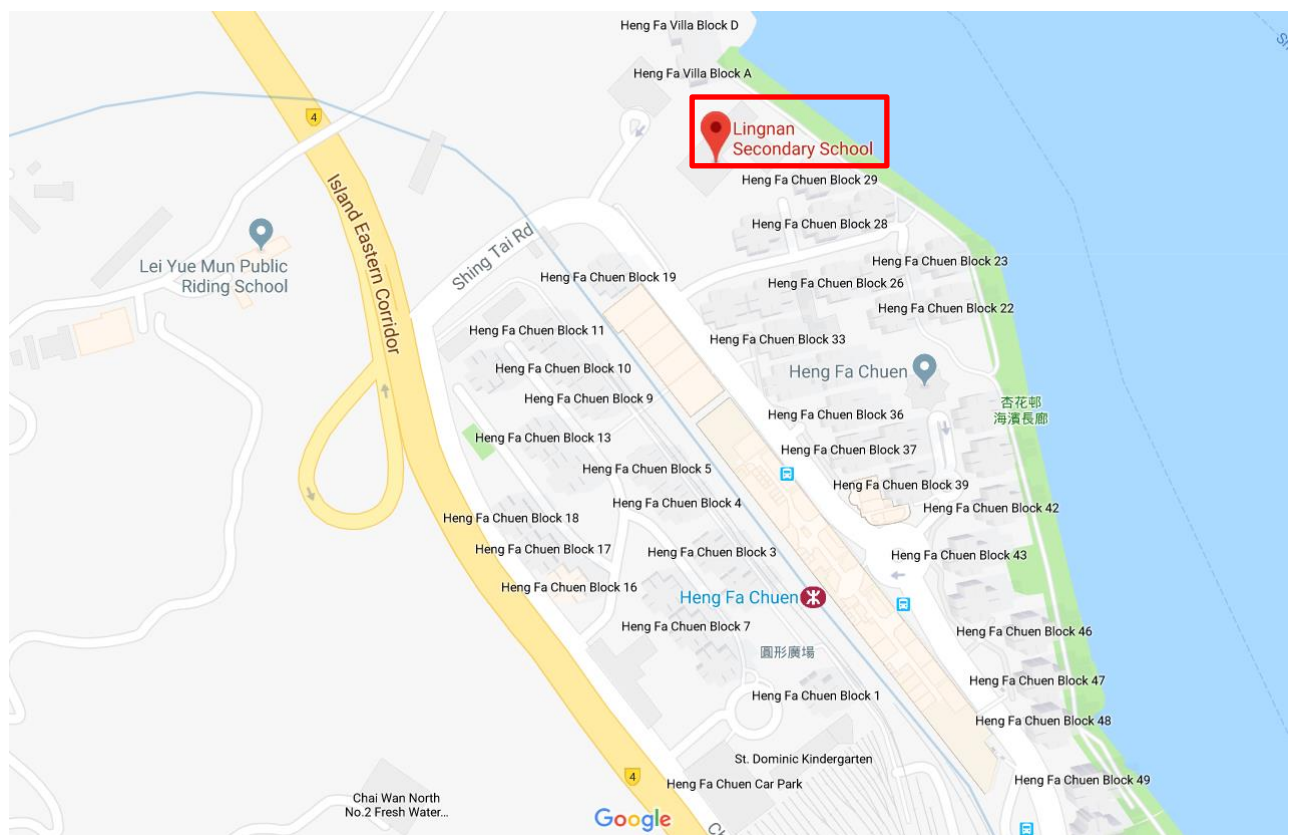 Heng Fa Villa Block D
Heng Fa Villa Block A
4
Lingnan
Secondary School
Heng Fa Chuen Block 29
Heng Fa Chuen Block 28
Island Eastern Corridor
Shing Tai Rd
Lei Yue Mun Public
Riding School
Heng Fa Chuen Block 23
Heng Fa Chuen Block 19
Heng Fa Chuen Block 26
Heng Fa Chuen Block 22
Heng Fa Chuen Block 11
Heng Fa Chuen Block 33
Heng Fa Chuen Block 10
Heng Fa Chuen
Heng Fa Chuen Block 9
杏花邨
海濱長廊
Heng Fa Chuen Block 36
Heng Fa Chuen Block 13
Heng Fa Chuen Block 37
Heng Fa Chuen Block 5
Heng Fa Chuen Block 39
Heng Fa Chuen Block 4
Heng Fa Chuen Block 42
Heng Fa Chuen Block 18
Heng Fa Chuen Block 17
Heng Fa Chuen Block 3
Heng Fa Chuen Block 43
Heng Fa Chuen Block 16
Heng Fa Chuen
Heng Fa Chuen Block 7
Heng Fa Chuen Block 46
圓形廣場
Heng Fa Chuen Block 47
Heng Fa Chuen Block 1
Heng Fa Chuen Block 48
St. Dominic Kindergarten
4
Heng Fa Chuen Car Park
Heng Fa Chuen Block 49
Chai Wan North
No.2 Fresh Water...
Google